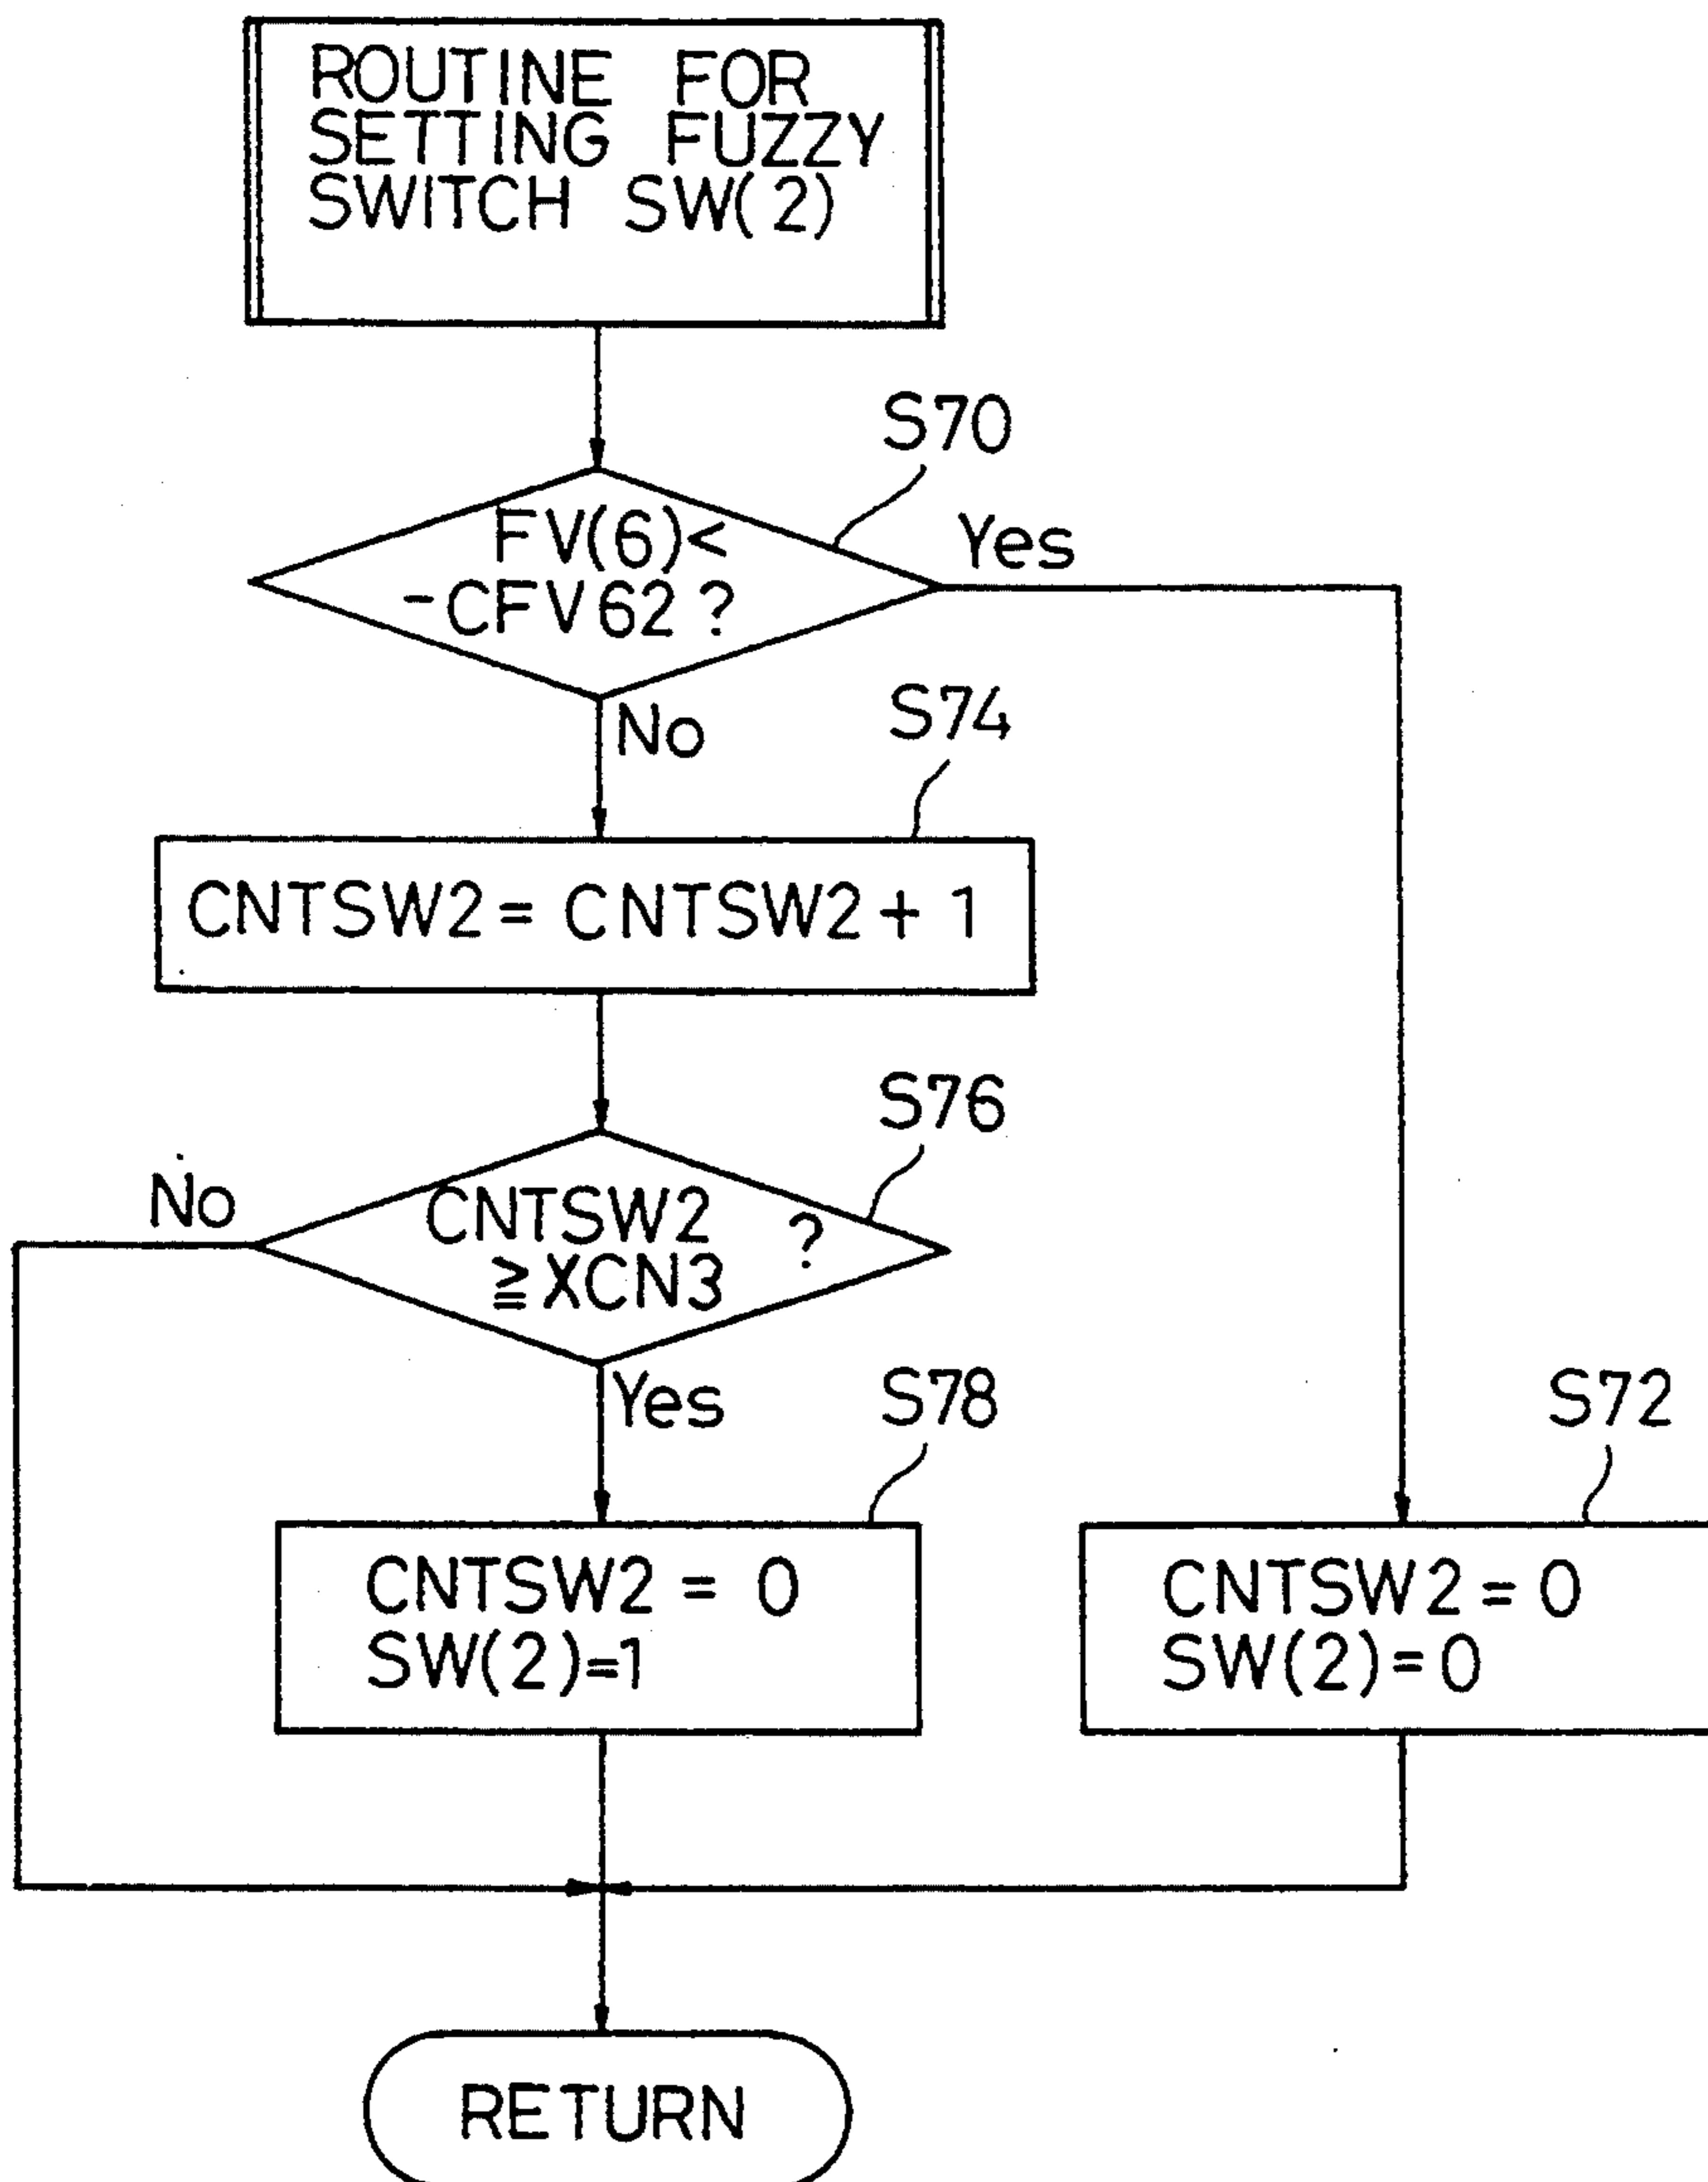 ROUTINE FOR
SETTING FUZZY
SWITCH SW(2)
S70
FV(6)<
-CFV62 ?
Yes
No
S74
CNTSW2 = CNTSW2 + 1
S76
No
CNTSW2 ?
≧XCN3
Yes
S78
CNTSW2 = 0
SW(2)=1
S72
CNTSW2 = 0
SW(2)=0
RETURN